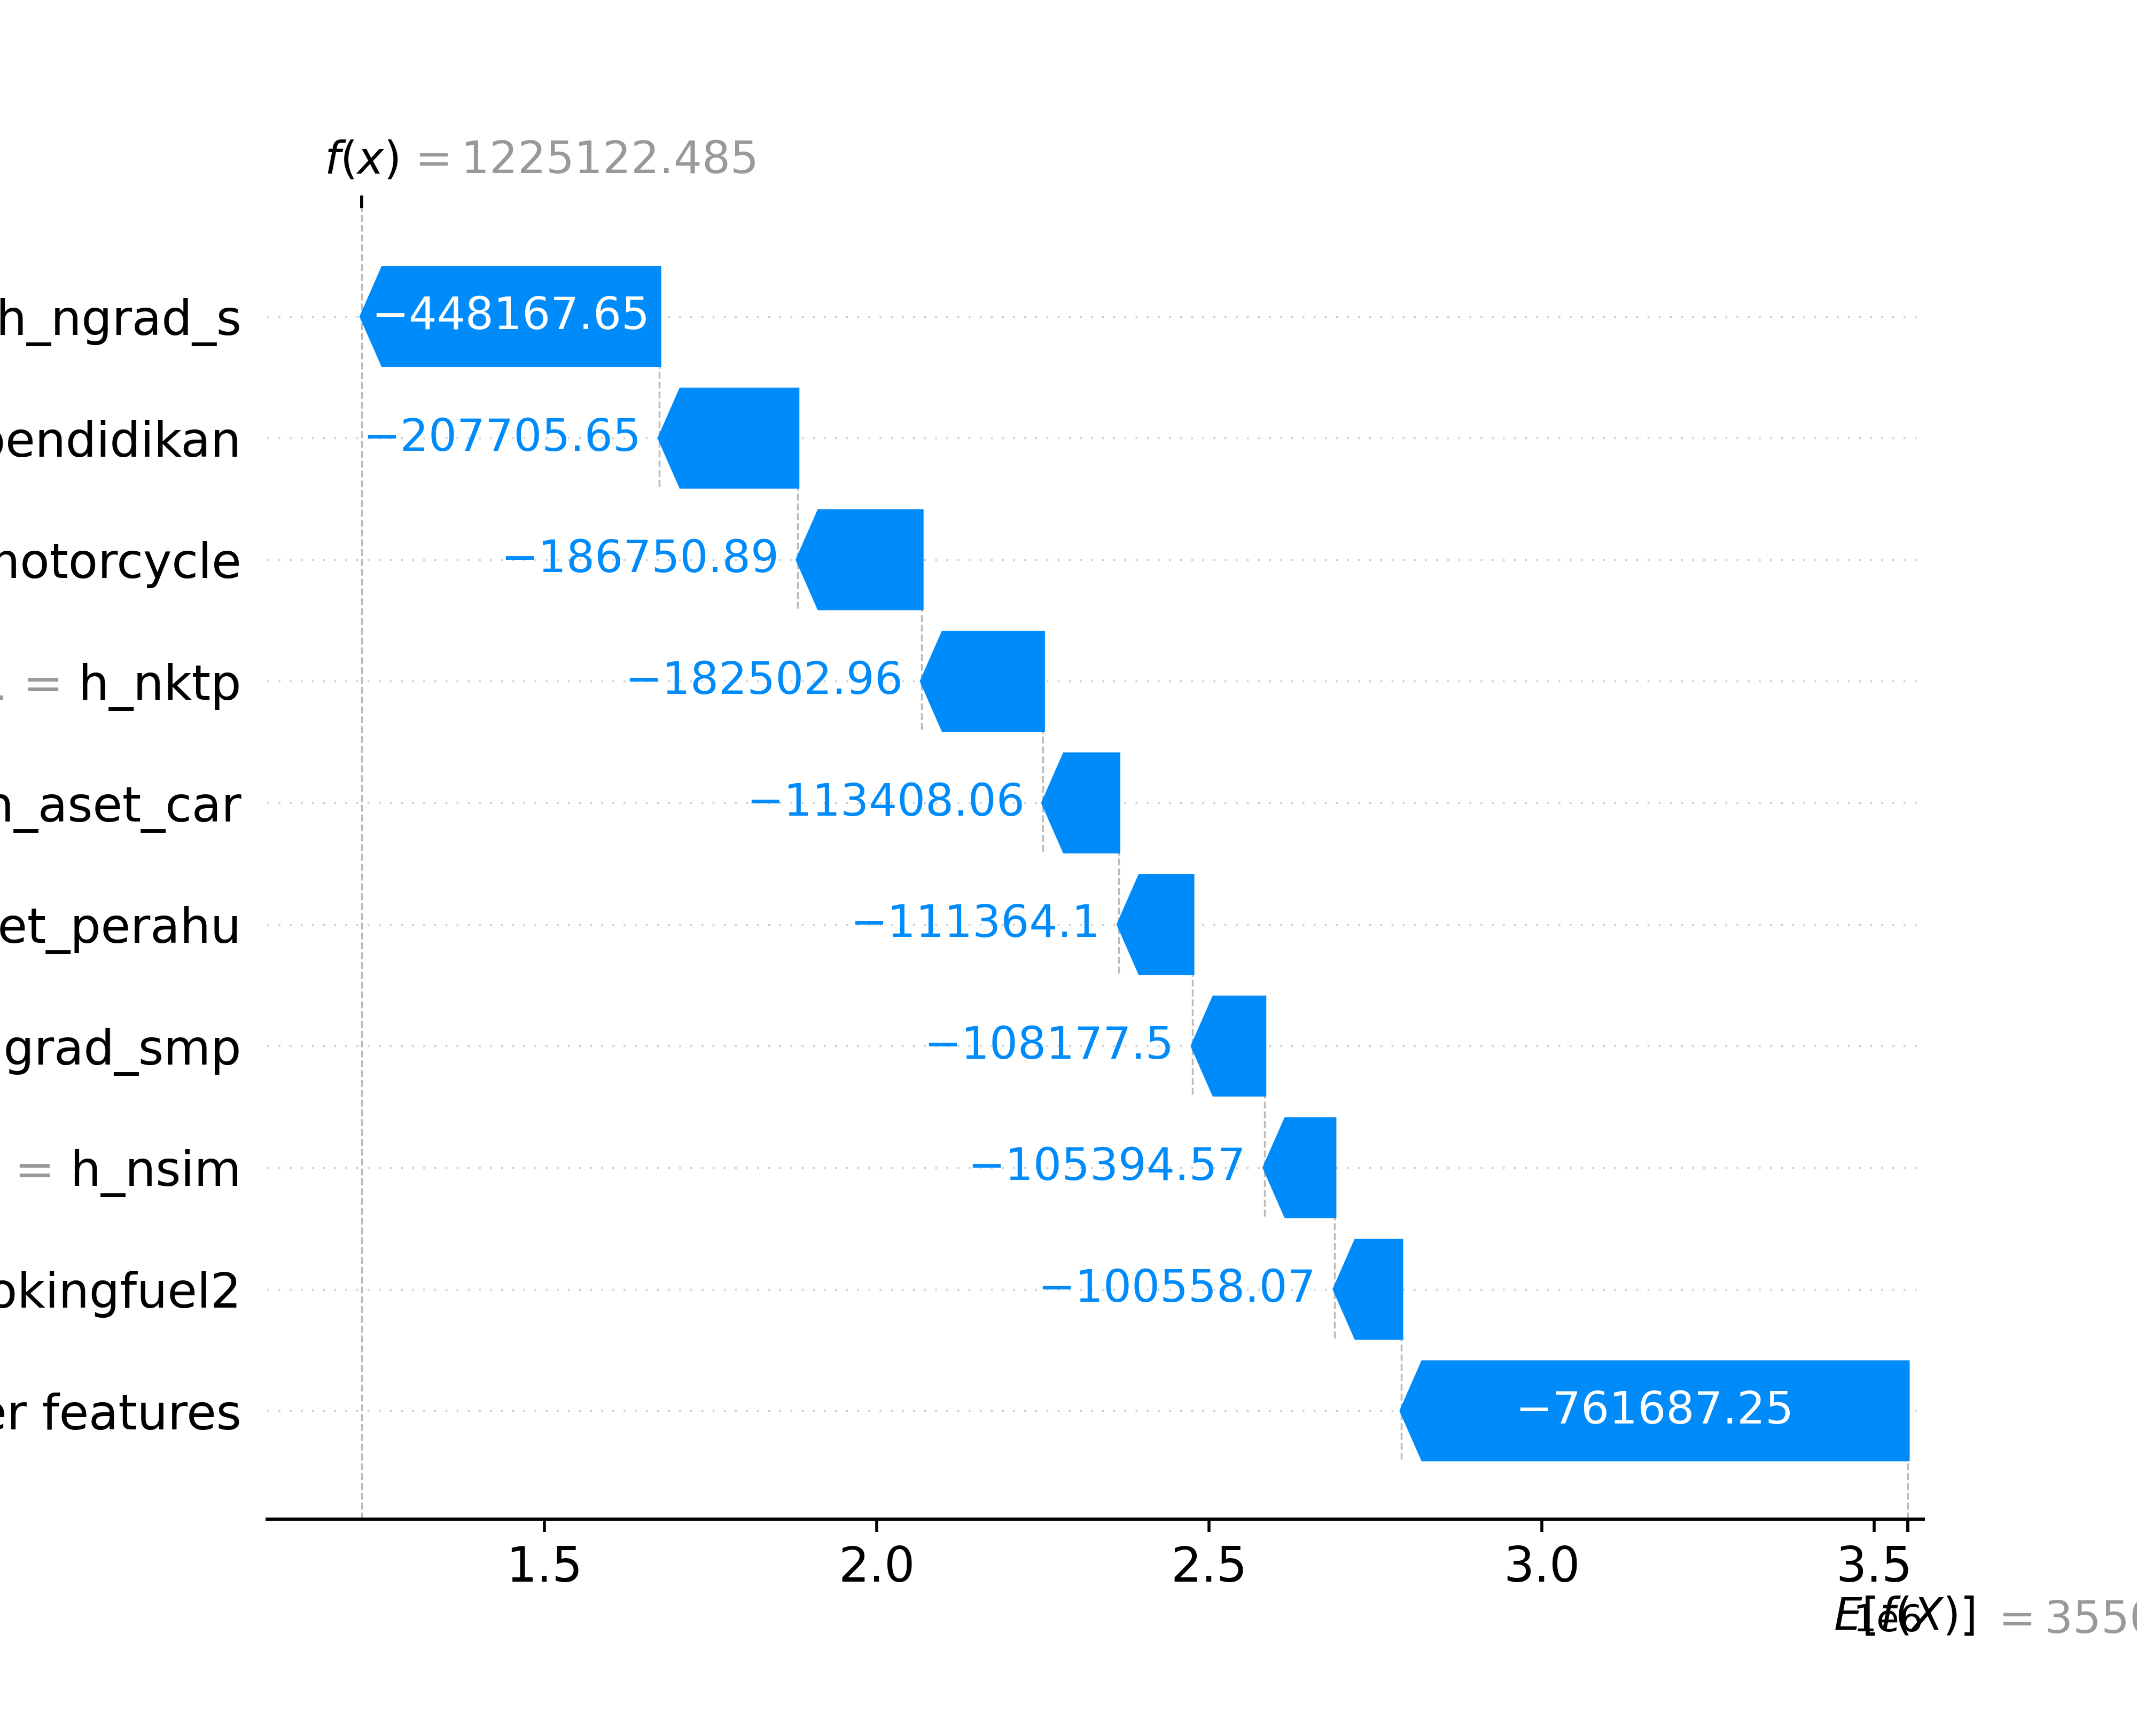 f(x) = 1225122.485
h_ngrad_s
−448167.65
pendidikan
−207705.65
motorcycle
−186750.89
= h_nktp
−182502.96
h_aset_car
−113408.06
et_perahu
−111364.1
grad_smp
−108177.5
= h_nsim
−105394.57
okingfuel2
−100558.07
er features
−761687.25
1.5 2.0 2.5 3.0 3.5
1e6
E[f(X)] = 3550